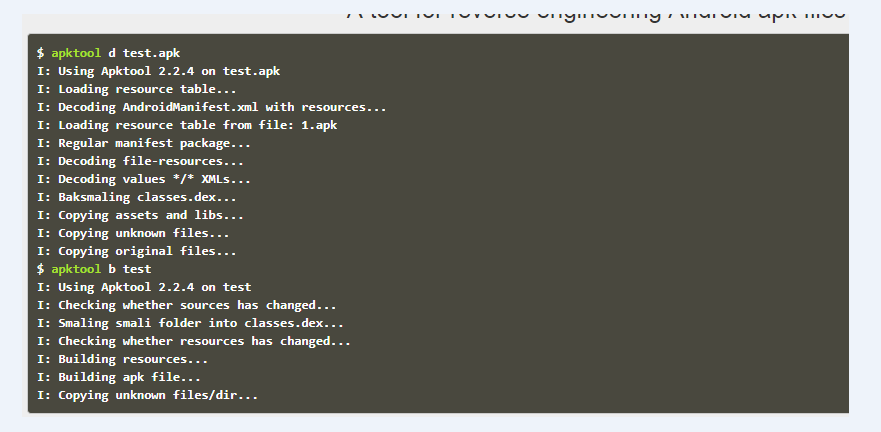 A tool for reverse engineering Android apk files
$ apktool d test.apk
I: Using Apktool 2.2.4 on test.apk
I: Loading resource table...
I: Decoding AndroidManifest.xml with resources...
I: Loading resource table from file: 1.apk
I: Regular manifest package...
I: Decoding file-resources...
I: Decoding values */* XMLs...
I: Baksmaling classes.dex...
I: Copying assets and libs...
I: Copying unknown files...
I: Copying original files...
$ apktool b test
I: Using Apktool 2.2.4 on test
I: Checking whether sources has changed...
I: Smaling smali folder into classes.dex...
I: Checking whether resources has changed...
I: Building resources...
I: Building apk file...
I: Copying unknown files/dir...